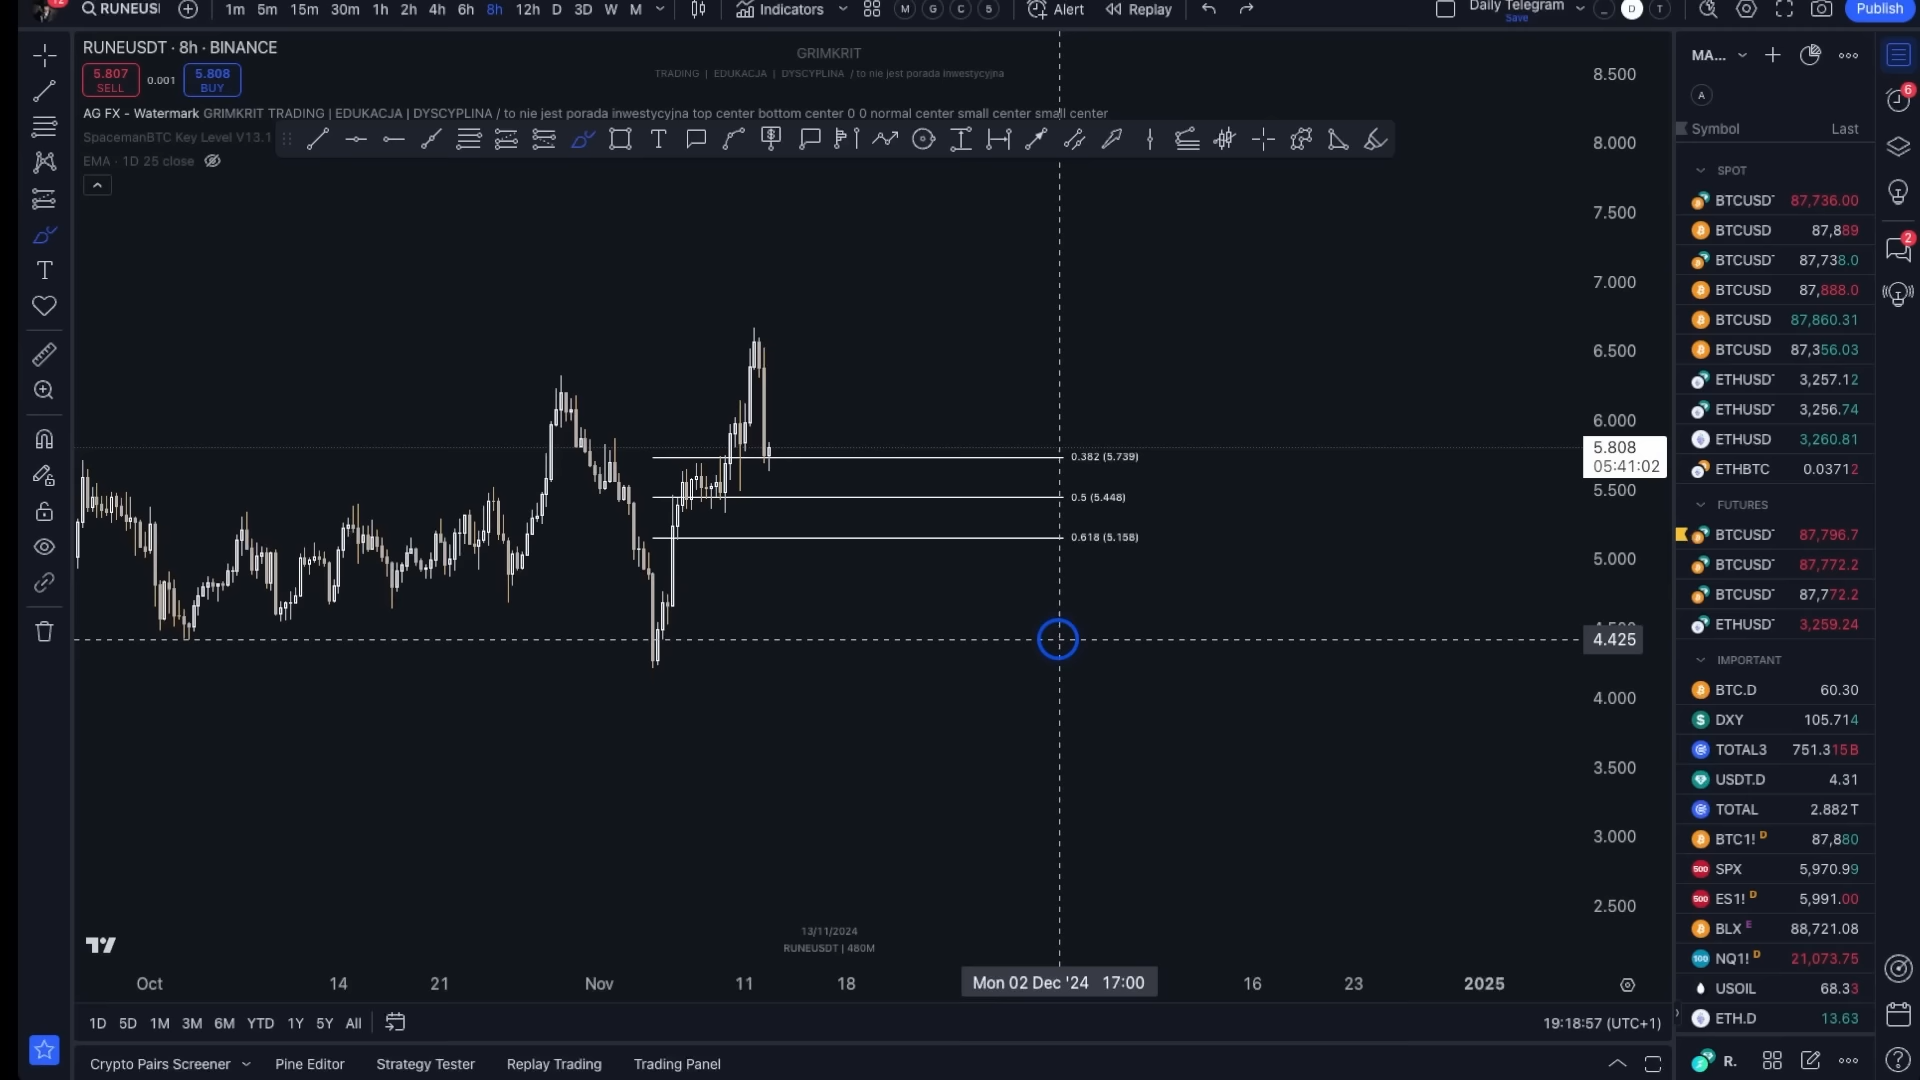 12
RUNEUSI 1m 5m 15m 30m 1h 2h 4h 6h 8h 12h D 3D W M Indicators M G C 5 Alert Replay Daily Telegram Save D T Publish
RUNEUSDT · 8h · BINANCE
5.807 SELL 0.001 5.808 BUY
GRIMKRIT
TRADING | EDUKACJA | DYSCYPLINA / to nie jest porada inwestycyjna
AG FX - Watermark GRIMKRIT TRADING | EDUKACJA | DYSCYPLINA / to nie jest porada inwestycyjna top center bottom center 0 0 normal center small center small center
SpacemanBTC Key Level V13.1
EMA · 1D 25 close
8.500
8.000
7.500
7.000
6.500
6.000
5.808
05:41:02
5.500
5.000
4.425
4.000
3.500
3.000
2.500
0.382 (5.739)
0.5 (5.448)
0.618 (5.158)
13/11/2024
RUNEUSDT | 480M
Oct 14 21 Nov 11 18 Mon 02 Dec '24 17:00 16 23 2025
1D 5D 1M 3M 6M YTD 1Y 5Y All 19:18:57 (UTC+1)
Crypto Pairs Screener Pine Editor Strategy Tester Replay Trading Trading Panel
MA...
A
Symbol Last
SPOT
BTCUSD 87,736.00
BTCUSD 87,889
BTCUSD 87,738.0
BTCUSD 87,888.0
BTCUSD 87,860.31
BTCUSD 87,356.03
ETHUSD 3,257.12
ETHUSD 3,256.74
ETHUSD 3,260.81
ETHBTC 0.03712
FUTURES
BTCUSD 87,796.7
BTCUSD 87,772.2
BTCUSD 87,772.2
ETHUSD 3,259.24
IMPORTANT
BTC.D 60.30
DXY 105.714
TOTAL3 751.315B
USDT.D 4.31
TOTAL 2.882T
BTC1! D 87,880
SPX 5,970.99
ES1! D 5,991.00
BLX E 88,721.08
NQ1! D 21,073.75
USOIL 68.33
ETH.D 13.63
R.
6
2